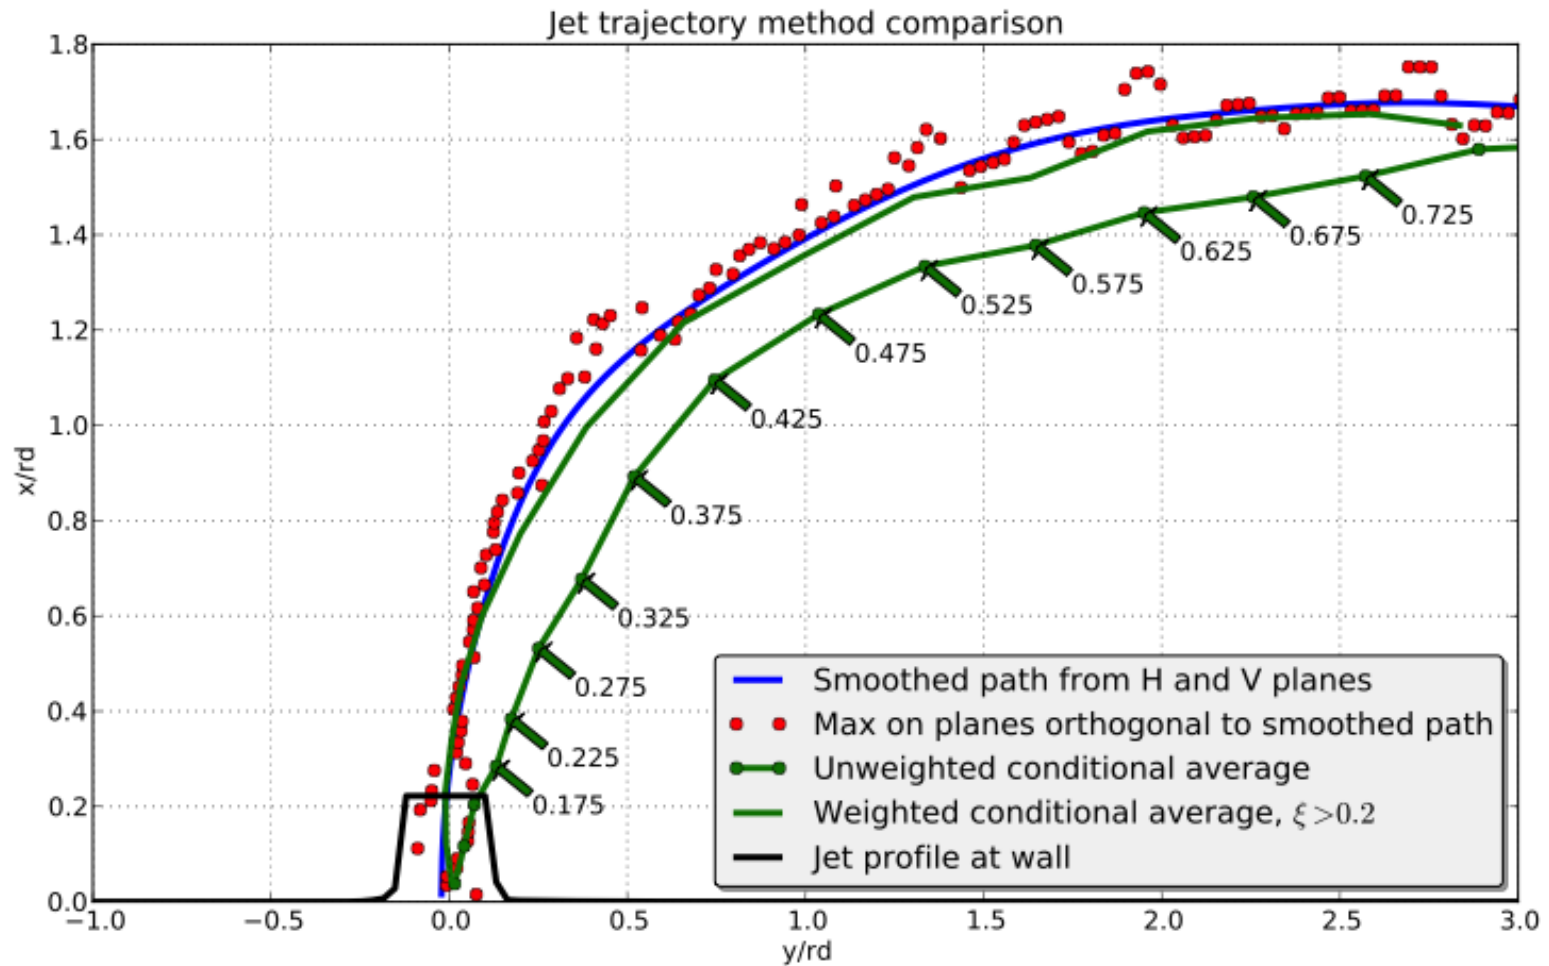 Jet trajectory method comparison
1.8
1.6
1.4
1.2
1.0
0.8
0.6
0.4
0.2
0.0
x/rd
0.725
0.675
0.625
0.575
0.525
0.475
0.425
0.375
0.325
0.275
0.225
0.175
Smoothed path from H and V planes
Max on planes orthogonal to smoothed path
Unweighted conditional average
Weighted conditional average, ξ >0.2
Jet profile at wall
−1.0 −0.5 0.0 0.5 1.0 1.5 2.0 2.5 3.0
y/rd